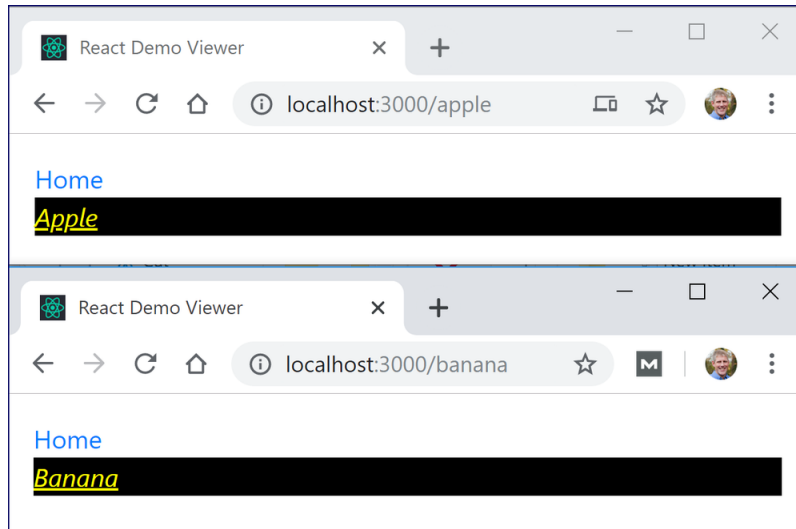 React Demo Viewer
localhost:3000/apple
Home
Apple
React Demo Viewer
localhost:3000/banana
Home
Banana